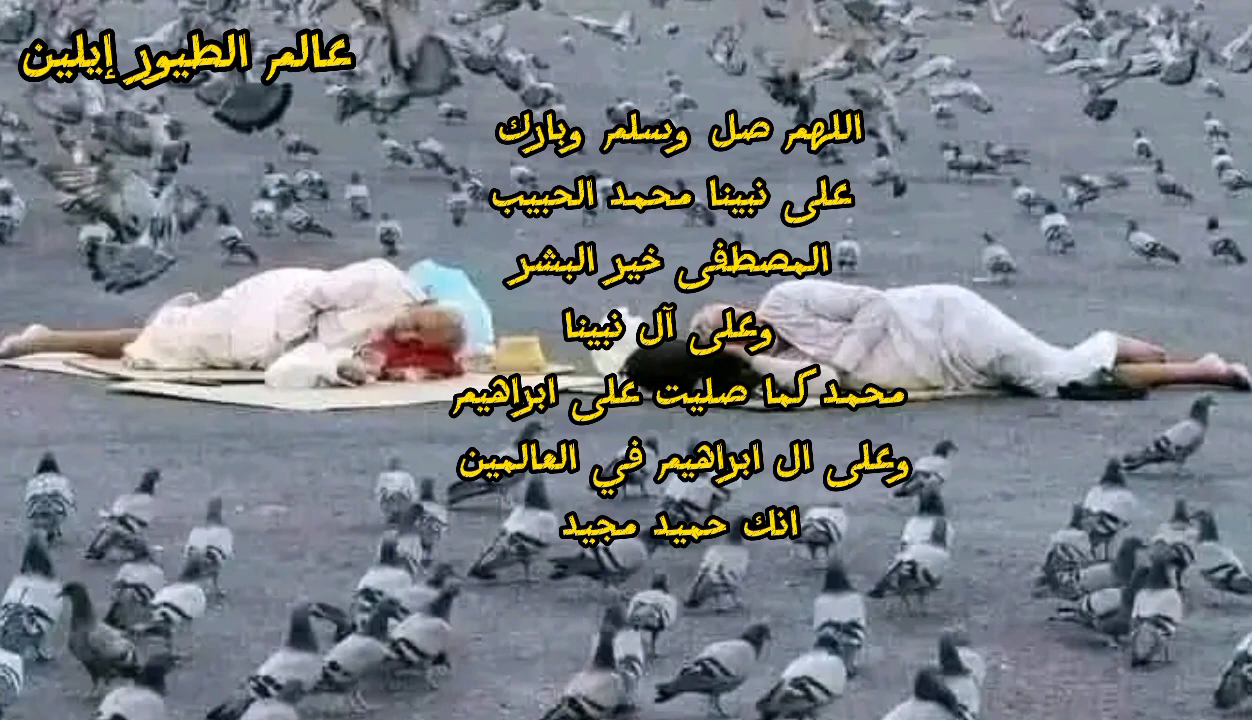 عالم الطيور إيلين
اللهم صل وسلم وبارك
على نبينا محمد الحبيب
المصطفى خير البشر
وعلى آل نبينا
محمد كما صليت على ابراهيم
وعلى ال ابراهيم في العالمين
انك حميد مجيد